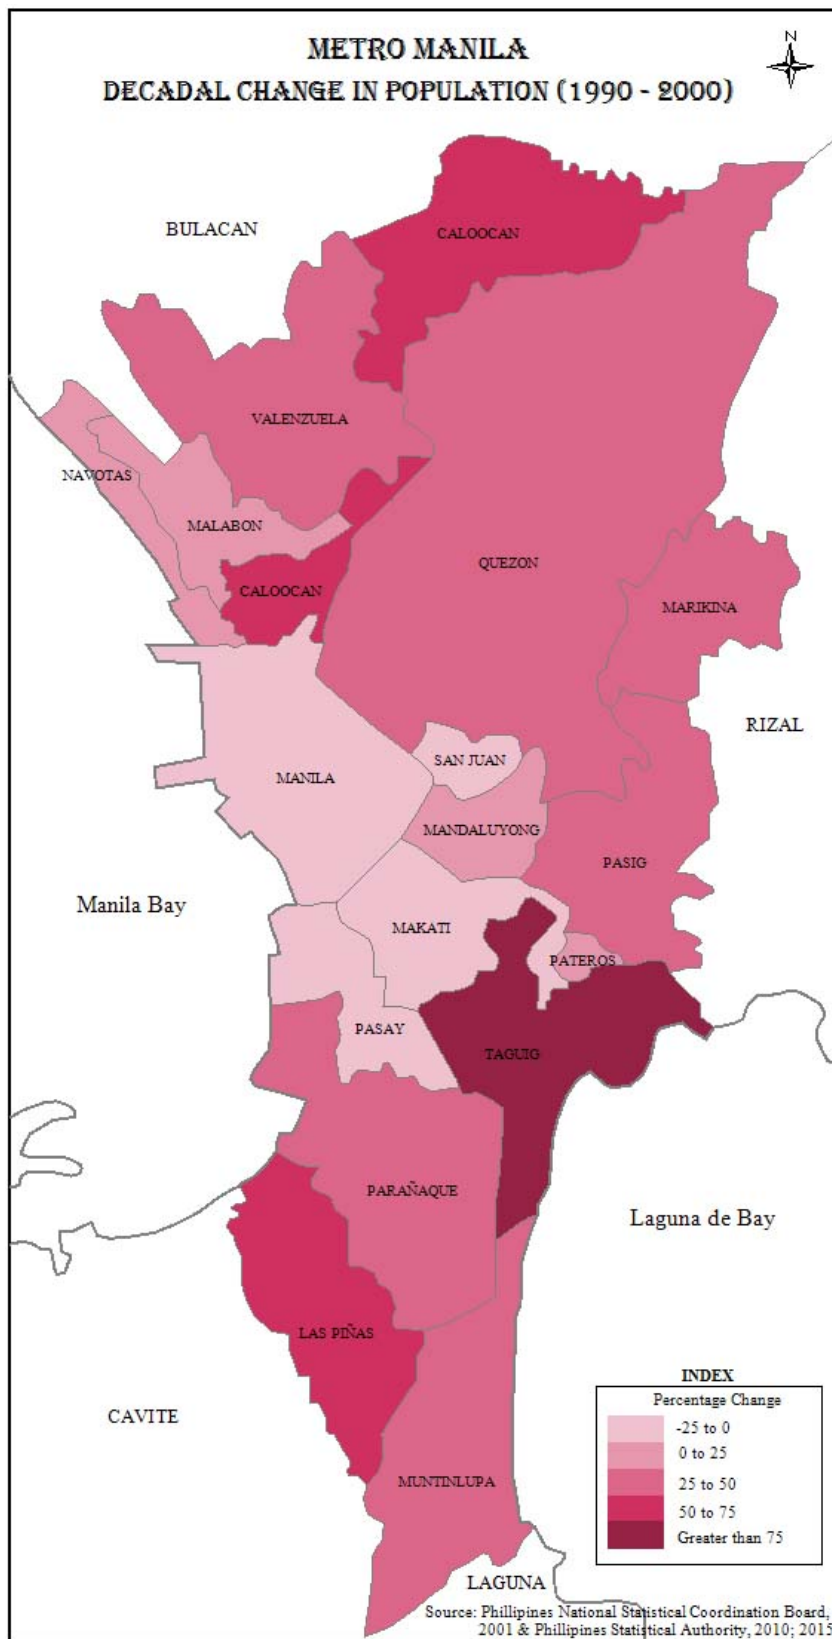 METRO MANILA
DECADAL CHANGE IN POPULATION (1990 - 2000)
N
BULACAN
CALOOCAN
VALENZUELA
NAVOTAS
MALABON
CALOOCAN
QUEZON
MARIKINA
RIZAL
SAN JUAN
MANILA
MANDALUYONG
PASIG
Manila Bay
MAKATI
PATEROS
PASAY
TAGUIG
PARAÑAQUE
Laguna de Bay
LAS PIÑAS
CAVITE
MUNTINLUPA
INDEX
Percentage Change
-25 to 0
0 to 25
25 to 50
50 to 75
Greater than 75
LAGUNA
Source: Phillipines National Statistical Coordination Board,
2001 & Phillipines Statistical Authority, 2010; 2015